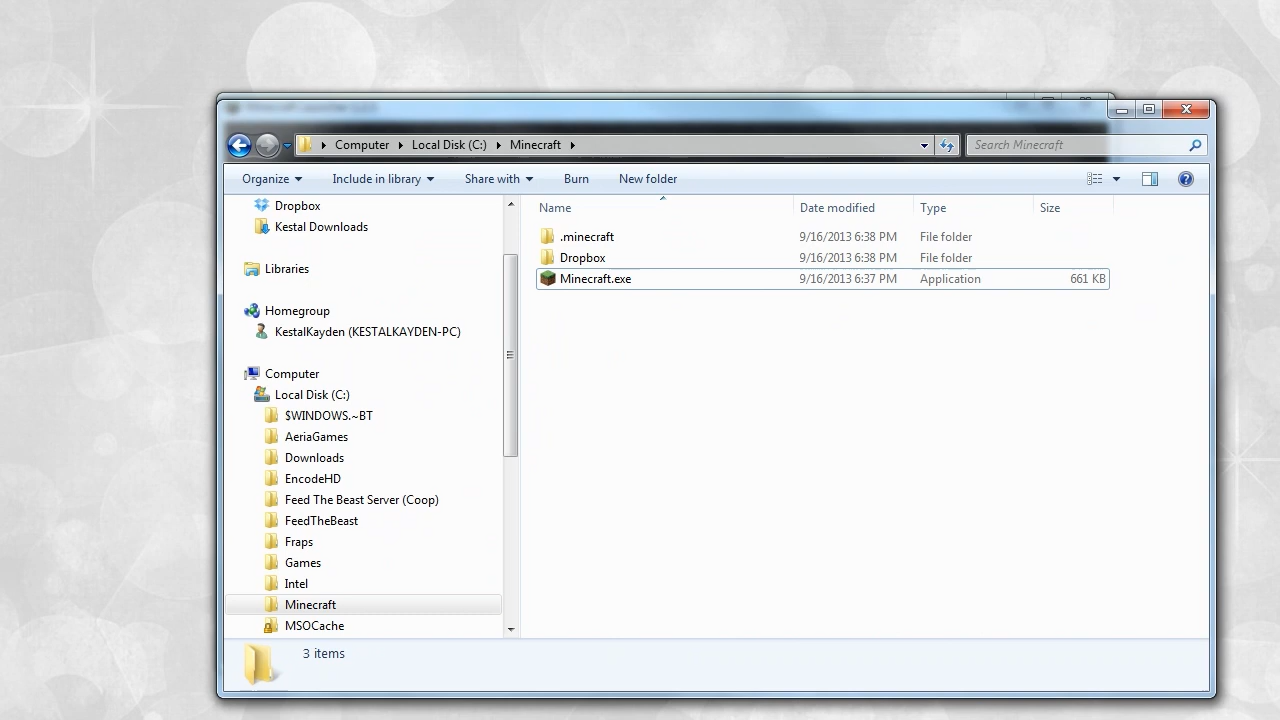 Computer Local Disk (C:) Minecraft Search Minecraft
Organize Include in library Share with Burn New folder
Dropbox
Kestal Downloads
Libraries
Homegroup
KestalKayden (KESTALKAYDEN-PC)
Computer
Local Disk (C:)
$WINDOWS.~BT
AeriaGames
Downloads
EncodeHD
Feed The Beast Server (Coop)
FeedTheBeast
Fraps
Games
Intel
Minecraft
MSOCache
Name Date modified Type Size
.minecraft 9/16/2013 6:38 PM File folder
Dropbox 9/16/2013 6:38 PM File folder
Minecraft.exe 9/16/2013 6:37 PM Application 661 KB
3 items